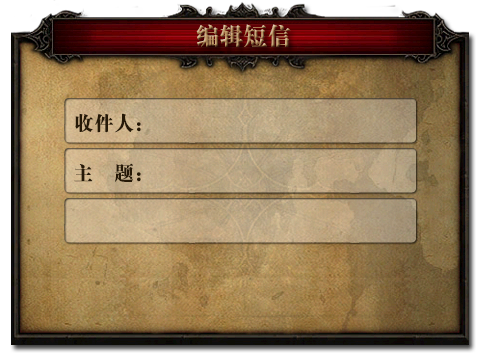 编辑短信
收件人：
主　题：